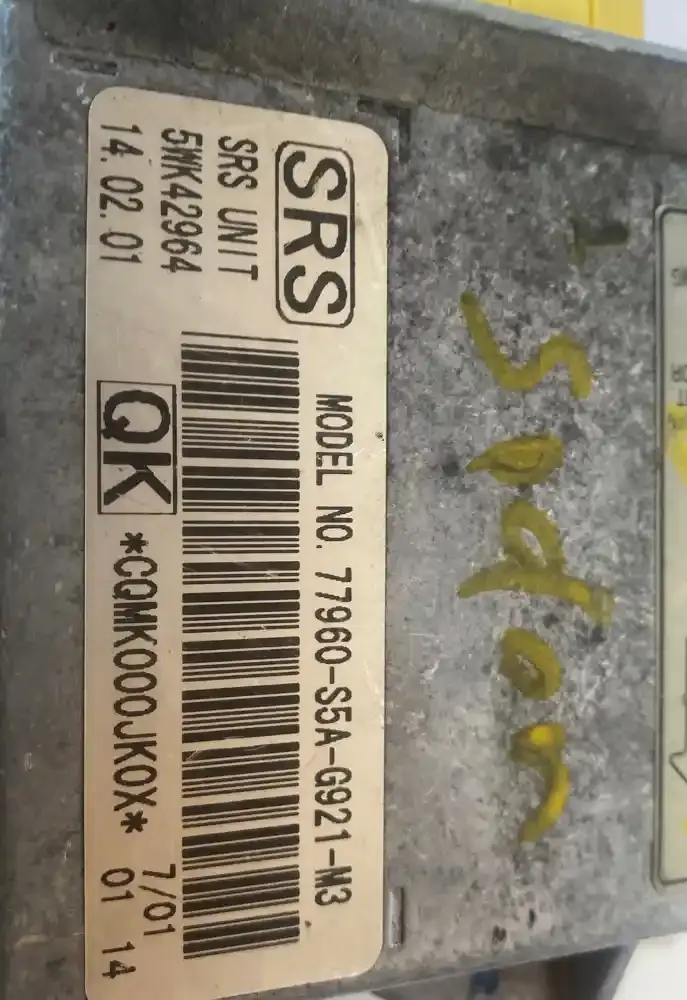 SRS
SRS UNIT
5WK42964
14. 02. 01
MODEL NO. 77960-S5A-G921-M3
QK
*CQMK000JK0X*
7/01
01 14